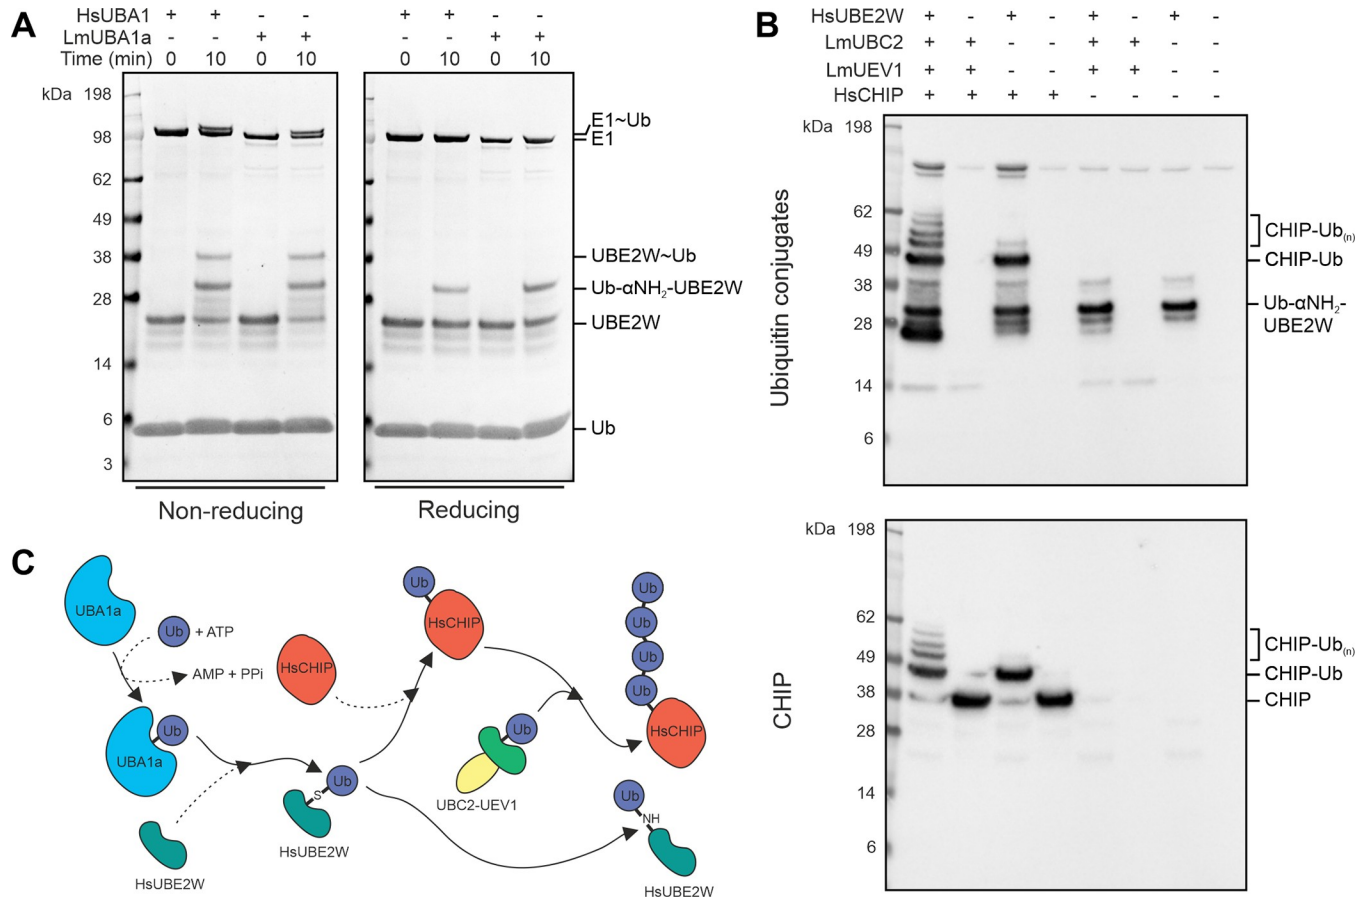 A
HsUBA1 + + - -
LmUBA1a - - + +
Time (min) 0 10 0 10
+ + - -
- - + +
0 10 0 10
kDa 198
98
62
49
38
28
14
6
3
E1~Ub
E1
UBE2W~Ub
Ub-αNH2-UBE2W
UBE2W
Ub
Non-reducing
Reducing
B
HsUBE2W + - + - + - + -
LmUBC2 + + - - + + - -
LmUEV1 + + - - + + - -
HsCHIP + + + + - - - -
kDa 198
62
49
38
28
14
6
Ubiquitin conjugates
CHIP-Ub(n)
CHIP-Ub
Ub-αNH2-
UBE2W
kDa 198
62
49
38
28
14
6
CHIP
CHIP-Ub(n)
CHIP-Ub
CHIP
C
UBA1a
Ub + ATP
AMP + PPi
UBA1a
Ub
HsUBE2W
HsCHIP
Ub
S
HsUBE2W
Ub
HsCHIP
Ub
UBC2-UEV1
Ub
Ub
Ub
Ub
HsCHIP
Ub
NH
HsUBE2W